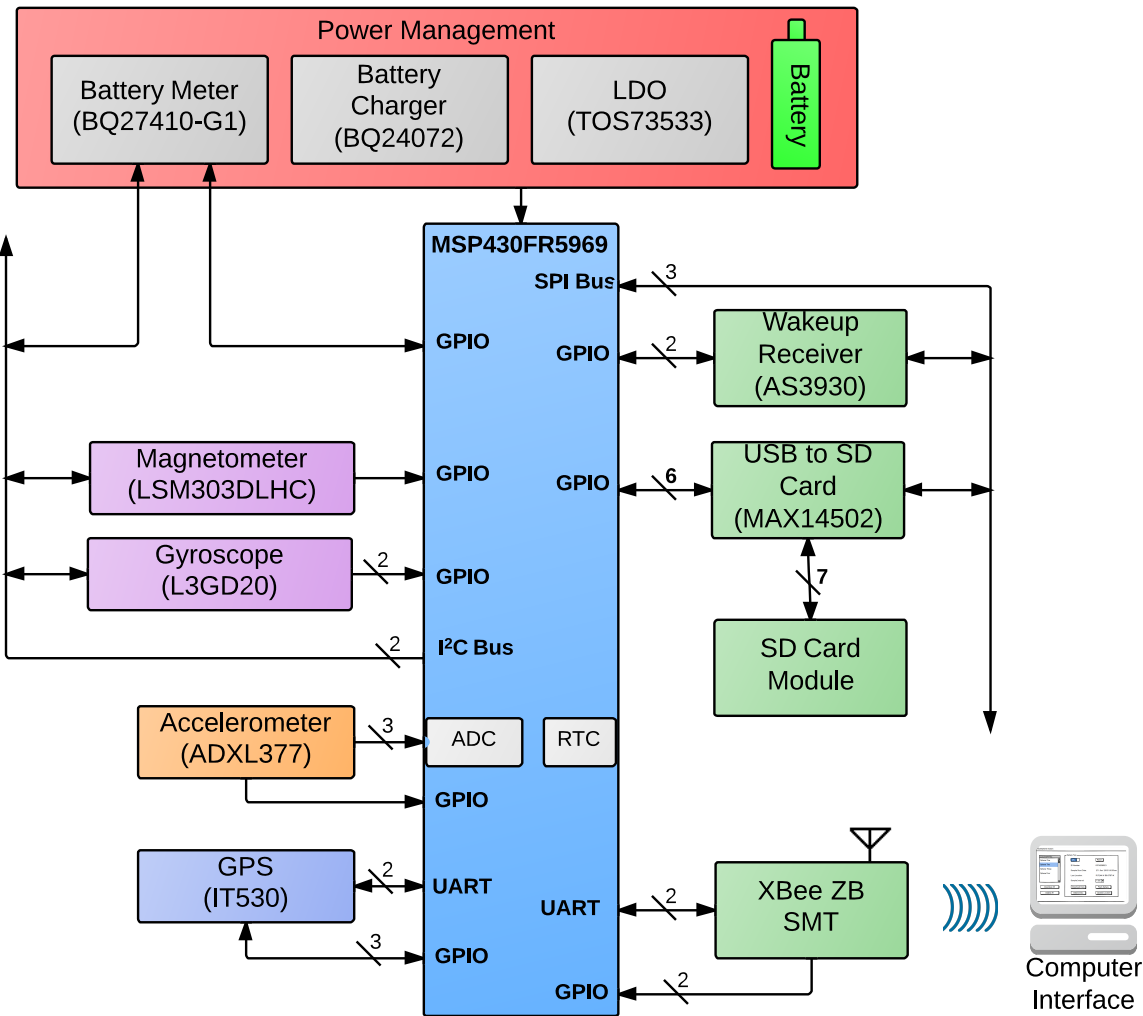 Power Management
Battery Meter
(BQ27410-G1)
Battery
Charger
(BQ24072)
LDO
(TOS73533)
Battery
MSP430FR5969
SPI Bus
3
GPIO
GPIO
2
Wakeup
Receiver
(AS3930)
Magnetometer
(LSM303DLHC)
GPIO
GPIO
6
USB to SD
Card
(MAX14502)
Gyroscope
(L3GD20)
2
GPIO
7
2
I²C Bus
SD Card
Module
Accelerometer
(ADXL377)
3
ADC
RTC
GPIO
GPS
(IT530)
2
UART
UART
2
XBee ZB
SMT
3
GPIO
GPIO
2
Computer
Interface